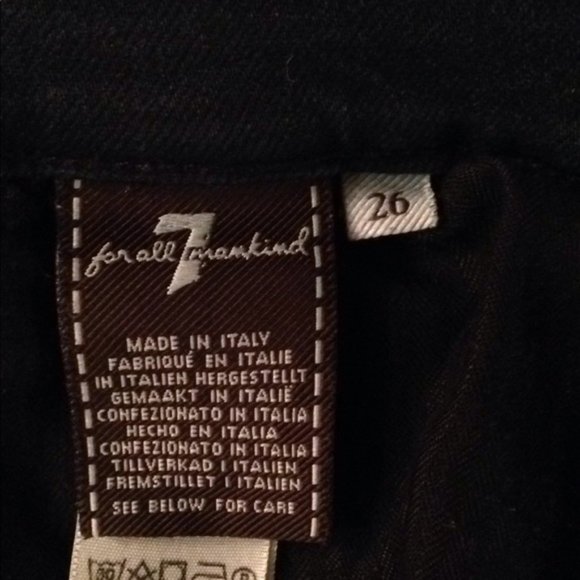 7
for all mankind
26
MADE IN ITALY
FABRIQUÉ EN ITALIE
IN ITALIEN HERGESTELLT
GEMAAKT IN ITALIË
CONFEZIONATO IN ITALIA
HECHO EN ITALIA
CONFEZIONATO IN ITALIA
TILLVERKAD I ITALIEN
FREMSTILLET I ITALIEN
SEE BELOW FOR CARE